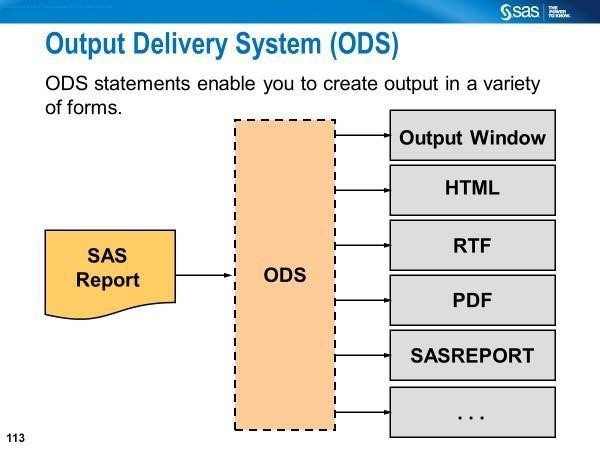 sas
THE
POWER
TO KNOW.
Output Delivery System (ODS)
ODS statements enable you to create output in a variety
of forms.
Output Window
HTML
SAS
Report
ODS
RTF
PDF
SASREPORT
. . .
113